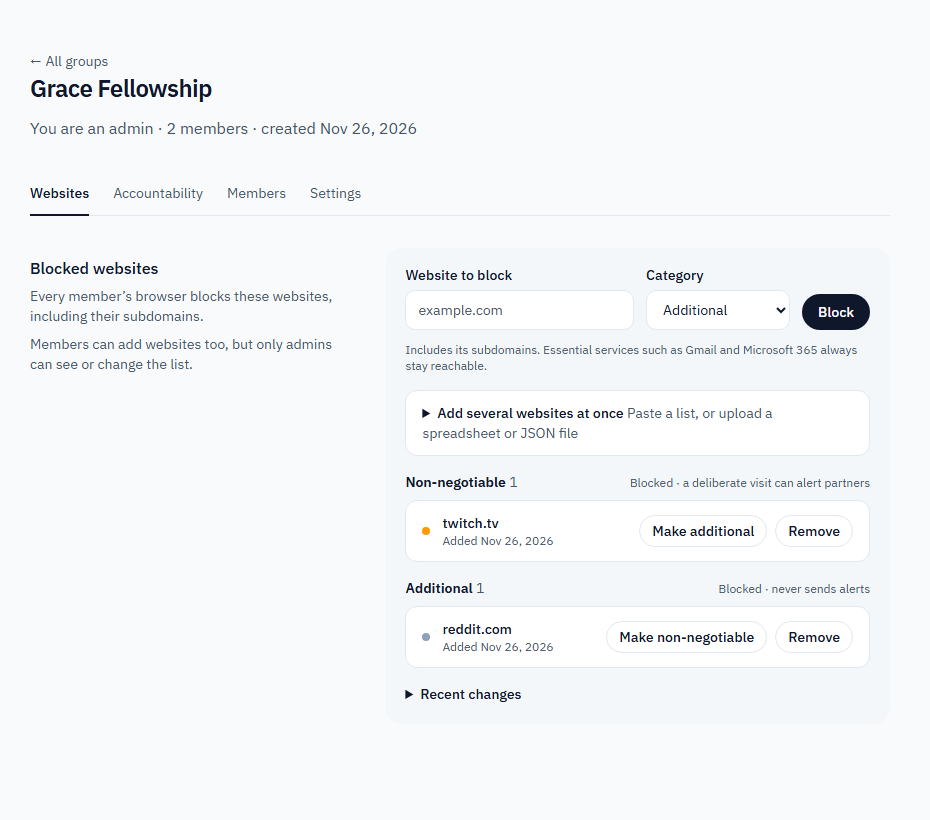 ← All groups
Grace Fellowship
You are an admin · 2 members · created Nov 26, 2026
Websites Accountability Members Settings
Blocked websites
Every member’s browser blocks these websites,
including their subdomains.
Members can add websites too, but only admins
can see or change the list.
Website to block Category
example.com Additional Block
Includes its subdomains. Essential services such as Gmail and Microsoft 365 always
stay reachable.
▶ Add several websites at once Paste a list, or upload a
spreadsheet or JSON file
Non-negotiable 1 Blocked · a deliberate visit can alert partners
twitch.tv
Added Nov 26, 2026
Make additional Remove
Additional 1 Blocked · never sends alerts
reddit.com
Added Nov 26, 2026
Make non-negotiable Remove
▶ Recent changes